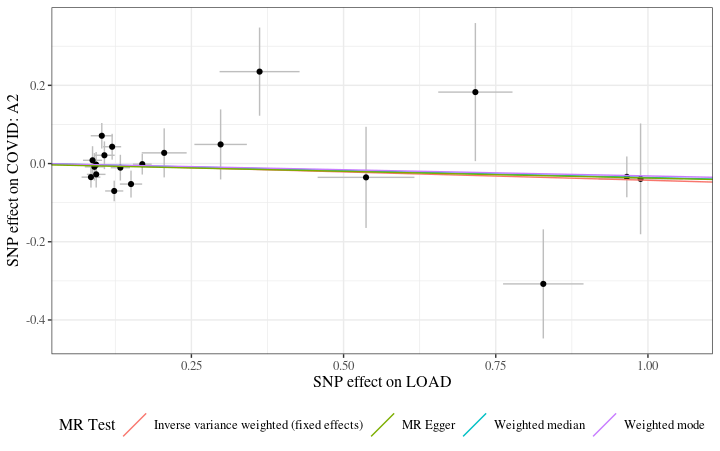 SNP effect on COVID: A2
0.2
0.0
-0.2
-0.4
0.25
0.50
0.75
1.00
SNP effect on LOAD
MR Test
Inverse variance weighted (fixed effects)
MR Egger
Weighted median
Weighted mode